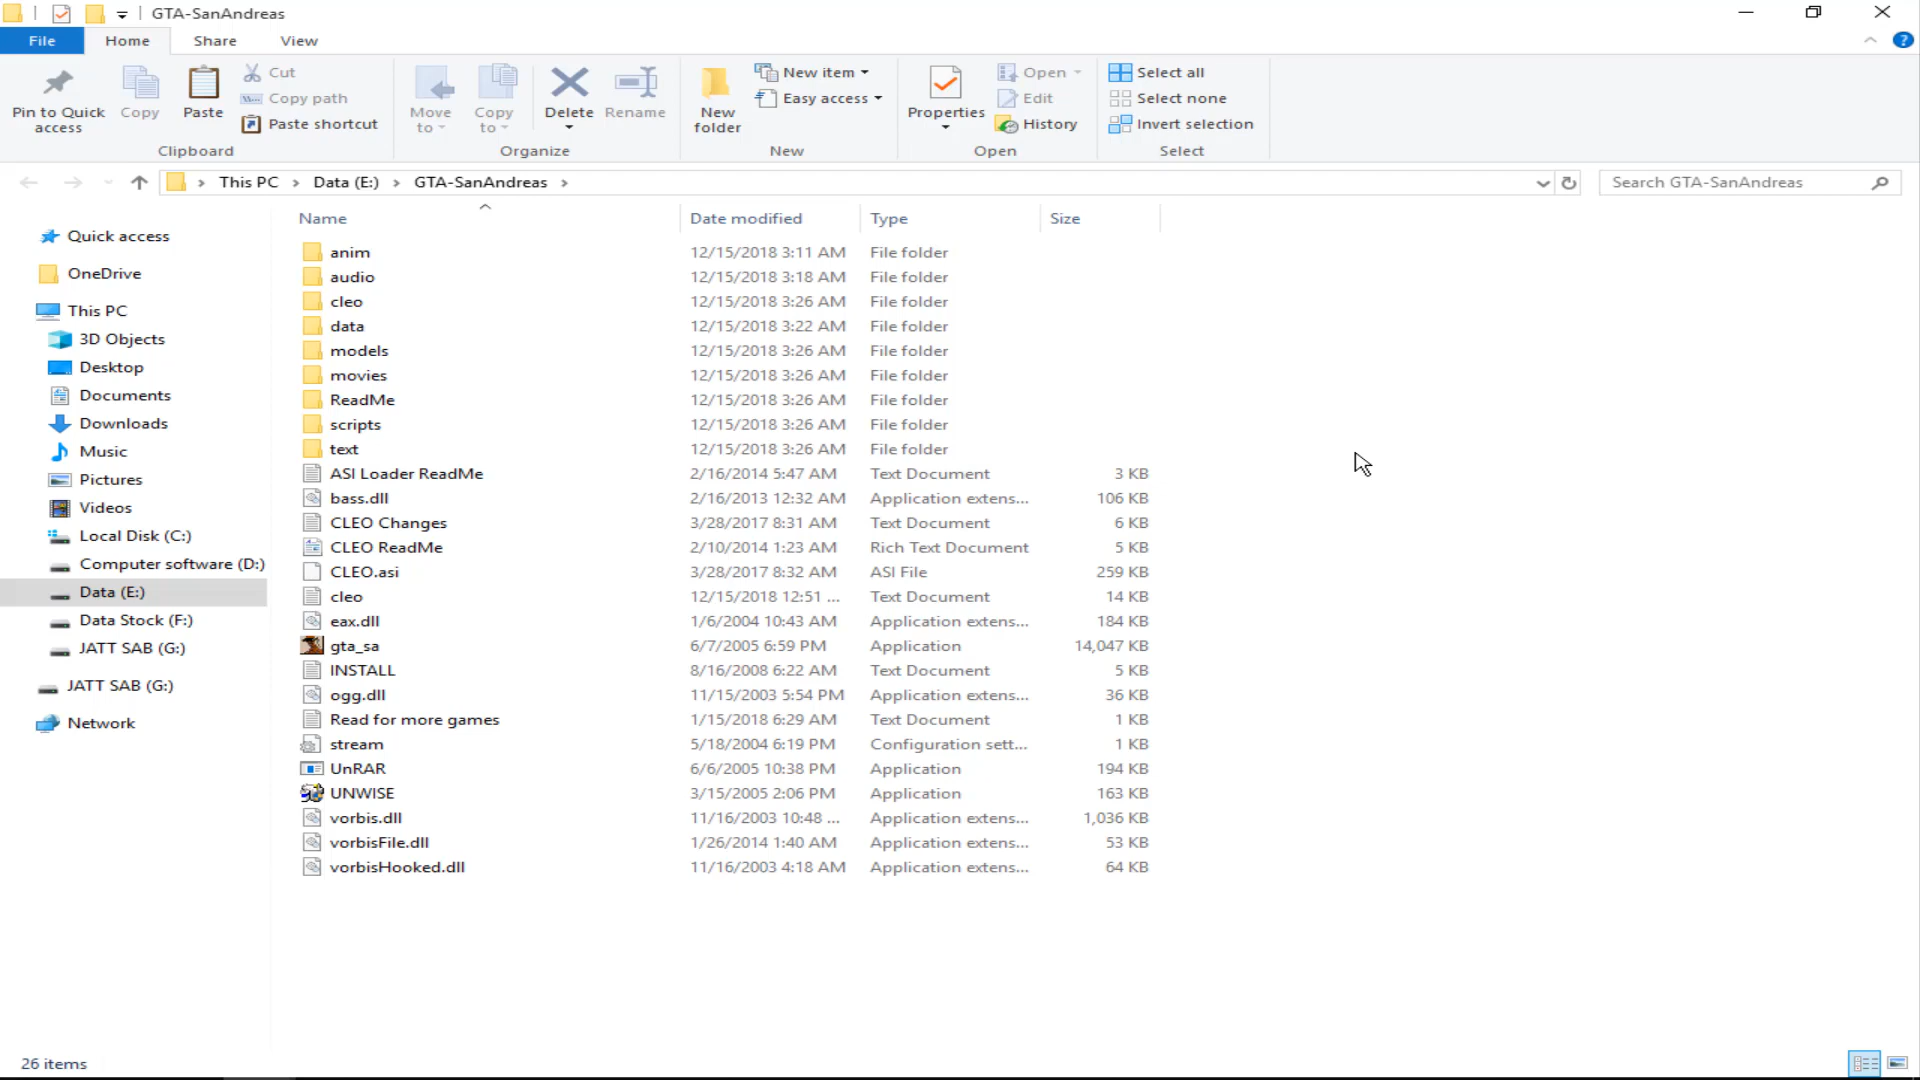 GTA-SanAndreas
File Home Share View
Pin to Quick access
Copy
Paste
Cut
Copy path
Paste shortcut
Clipboard
Move to
Copy to
Delete
Rename
Organize
New folder
New item
Easy access
New
Properties
Open
Edit
History
Open
Select all
Select none
Invert selection
Select
This PC > Data (E:) > GTA-SanAndreas >
Search GTA-SanAndreas
Quick access
OneDrive
This PC
3D Objects
Desktop
Documents
Downloads
Music
Pictures
Videos
Local Disk (C:)
Computer software (D:)
Data (E:)
Data Stock (F:)
JATT SAB (G:)
JATT SAB (G:)
Network
Name Date modified Type Size
anim 12/15/2018 3:11 AM File folder
audio 12/15/2018 3:18 AM File folder
cleo 12/15/2018 3:26 AM File folder
data 12/15/2018 3:22 AM File folder
models 12/15/2018 3:26 AM File folder
movies 12/15/2018 3:26 AM File folder
ReadMe 12/15/2018 3:26 AM File folder
scripts 12/15/2018 3:26 AM File folder
text 12/15/2018 3:26 AM File folder
ASI Loader ReadMe 2/16/2014 5:47 AM Text Document 3 KB
bass.dll 2/16/2013 12:32 AM Application extens... 106 KB
CLEO Changes 3/28/2017 8:31 AM Text Document 6 KB
CLEO ReadMe 2/10/2014 1:23 AM Rich Text Document 5 KB
CLEO.asi 3/28/2017 8:32 AM ASI File 259 KB
cleo 12/15/2018 12:51 ... Text Document 14 KB
eax.dll 1/6/2004 10:43 AM Application extens... 184 KB
gta_sa 6/7/2005 6:59 PM Application 14,047 KB
INSTALL 8/16/2008 6:22 AM Text Document 5 KB
ogg.dll 11/15/2003 5:54 PM Application extens... 36 KB
Read for more games 1/15/2018 6:29 AM Text Document 1 KB
stream 5/18/2004 6:19 PM Configuration sett... 1 KB
UnRAR 6/6/2005 10:38 PM Application 194 KB
UNWISE 3/15/2005 2:06 PM Application 163 KB
vorbis.dll 11/16/2003 10:48 ... Application extens... 1,036 KB
vorbisFile.dll 1/26/2014 1:40 AM Application extens... 53 KB
vorbisHooked.dll 11/16/2003 4:18 AM Application extens... 64 KB
26 items